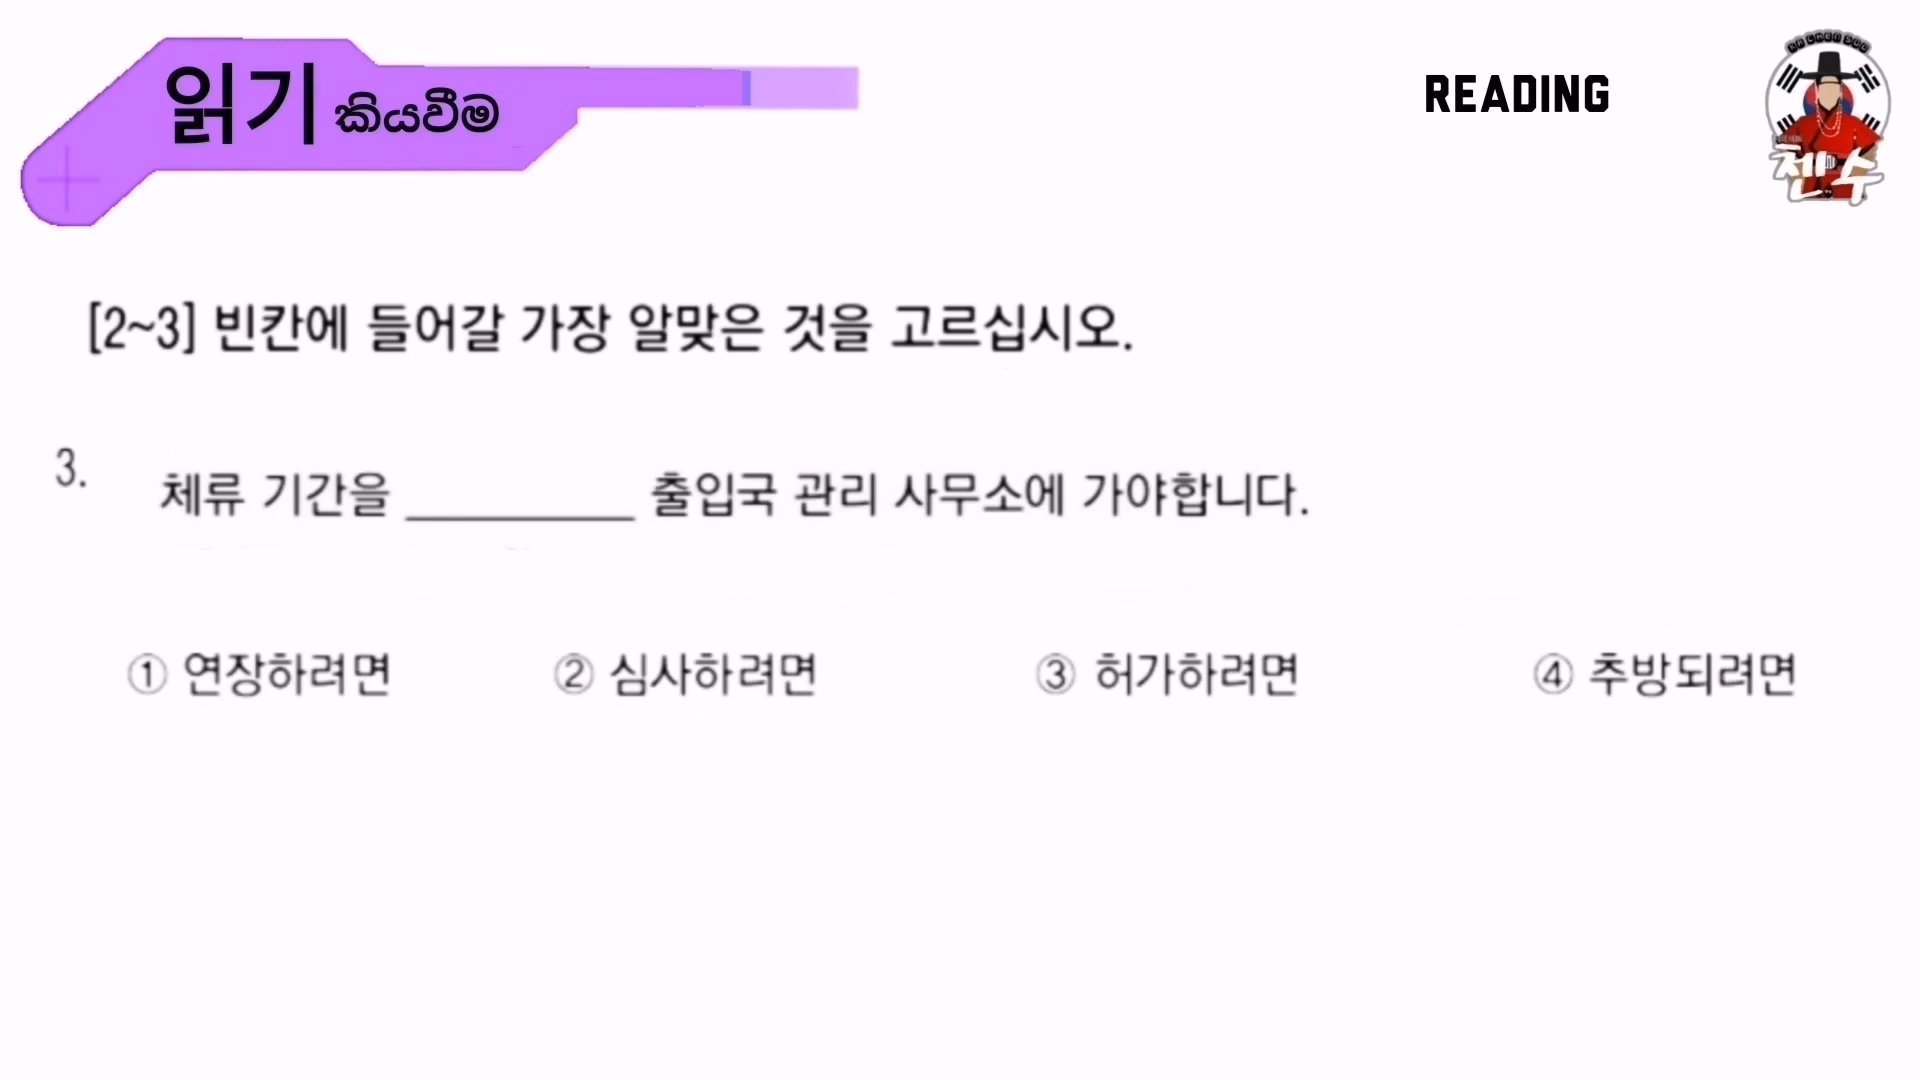 읽기 කියවීම
READING
천수
[2~3] 빈칸에 들어갈 가장 알맞은 것을 고르십시오.
3. 체류 기간을 __________ 출입국 관리 사무소에 가야합니다.
① 연장하려면 ② 심사하려면 ③ 허가하려면 ④ 추방되려면